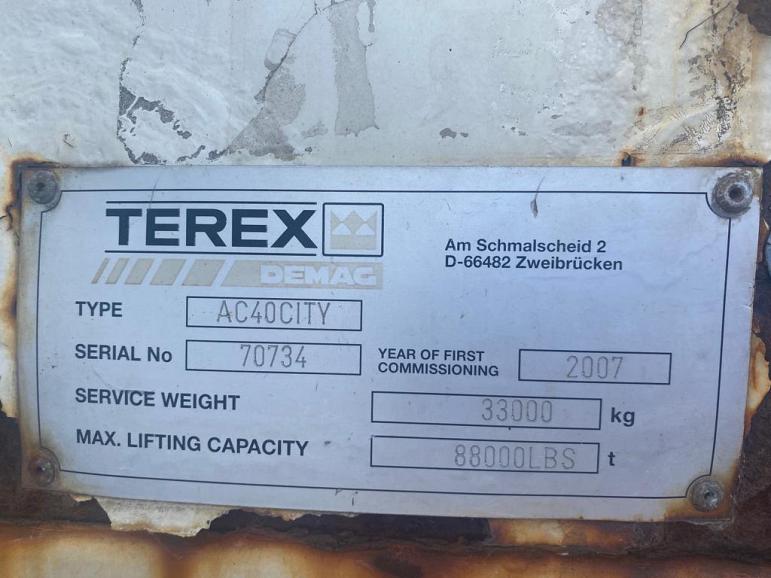 TEREX
DEMAG
Am Schmalscheid 2
D-66482 Zweibrücken
TYPE AC40CITY
SERIAL No 70734
YEAR OF FIRST
COMMISSIONING 2007
SERVICE WEIGHT 33000 kg
MAX. LIFTING CAPACITY 88000LBS t